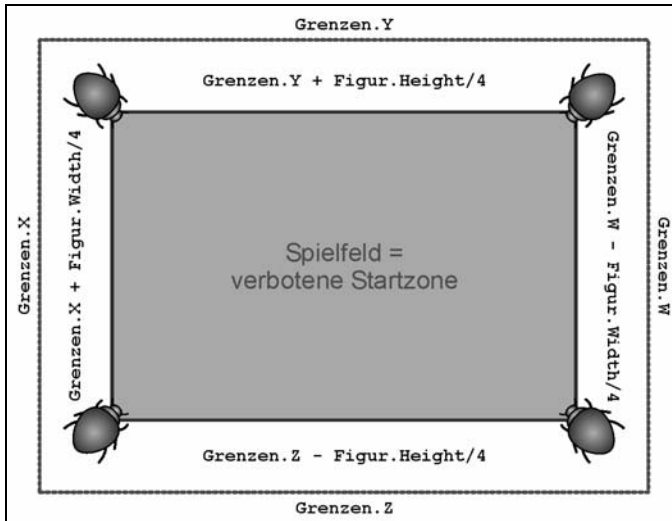 Grenzen.Y
Grenzen.Y + Figur.Height/4
Grenzen.X
Grenzen.X + Figur.Width/4
Spielfeld =
verbotene Startzone
Grenzen.W - Figur.Width/4
Grenzen.W
Grenzen.Z - Figur.Height/4
Grenzen.Z